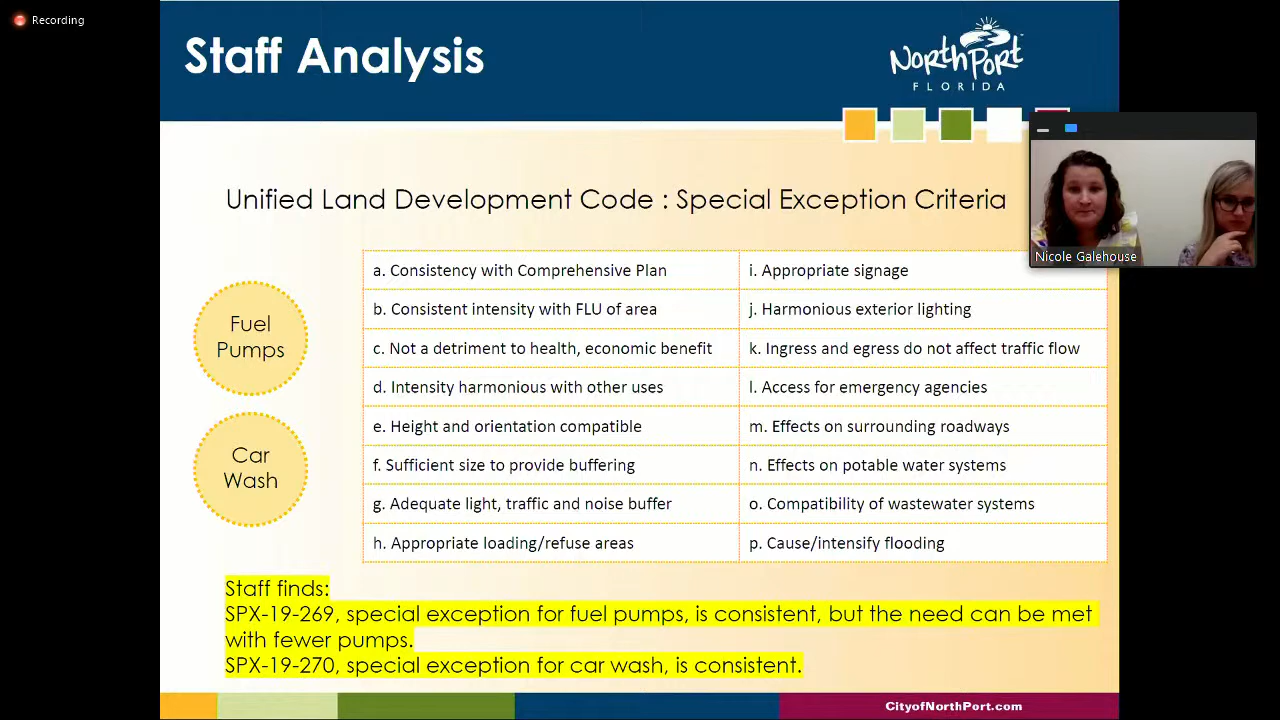 Recording
Staff Analysis
NorthPort
FLORIDA
Unified Land Development Code : Special Exception Criteria
Nicole Galehouse
Fuel
Pumps
Car
Wash
a. Consistency with Comprehensive Plan
b. Consistent intensity with FLU of area
c. Not a detriment to health, economic benefit
d. Intensity harmonious with other uses
e. Height and orientation compatible
f. Sufficient size to provide buffering
g. Adequate light, traffic and noise buffer
h. Appropriate loading/refuse areas
i. Appropriate signage
j. Harmonious exterior lighting
k. Ingress and egress do not affect traffic flow
l. Access for emergency agencies
m. Effects on surrounding roadways
n. Effects on potable water systems
o. Compatibility of wastewater systems
p. Cause/intensify flooding
Staff finds:
SPX-19-269, special exception for fuel pumps, is consistent, but the need can be met
with fewer pumps.
SPX-19-270, special exception for car wash, is consistent.
CityofNorthPort.com